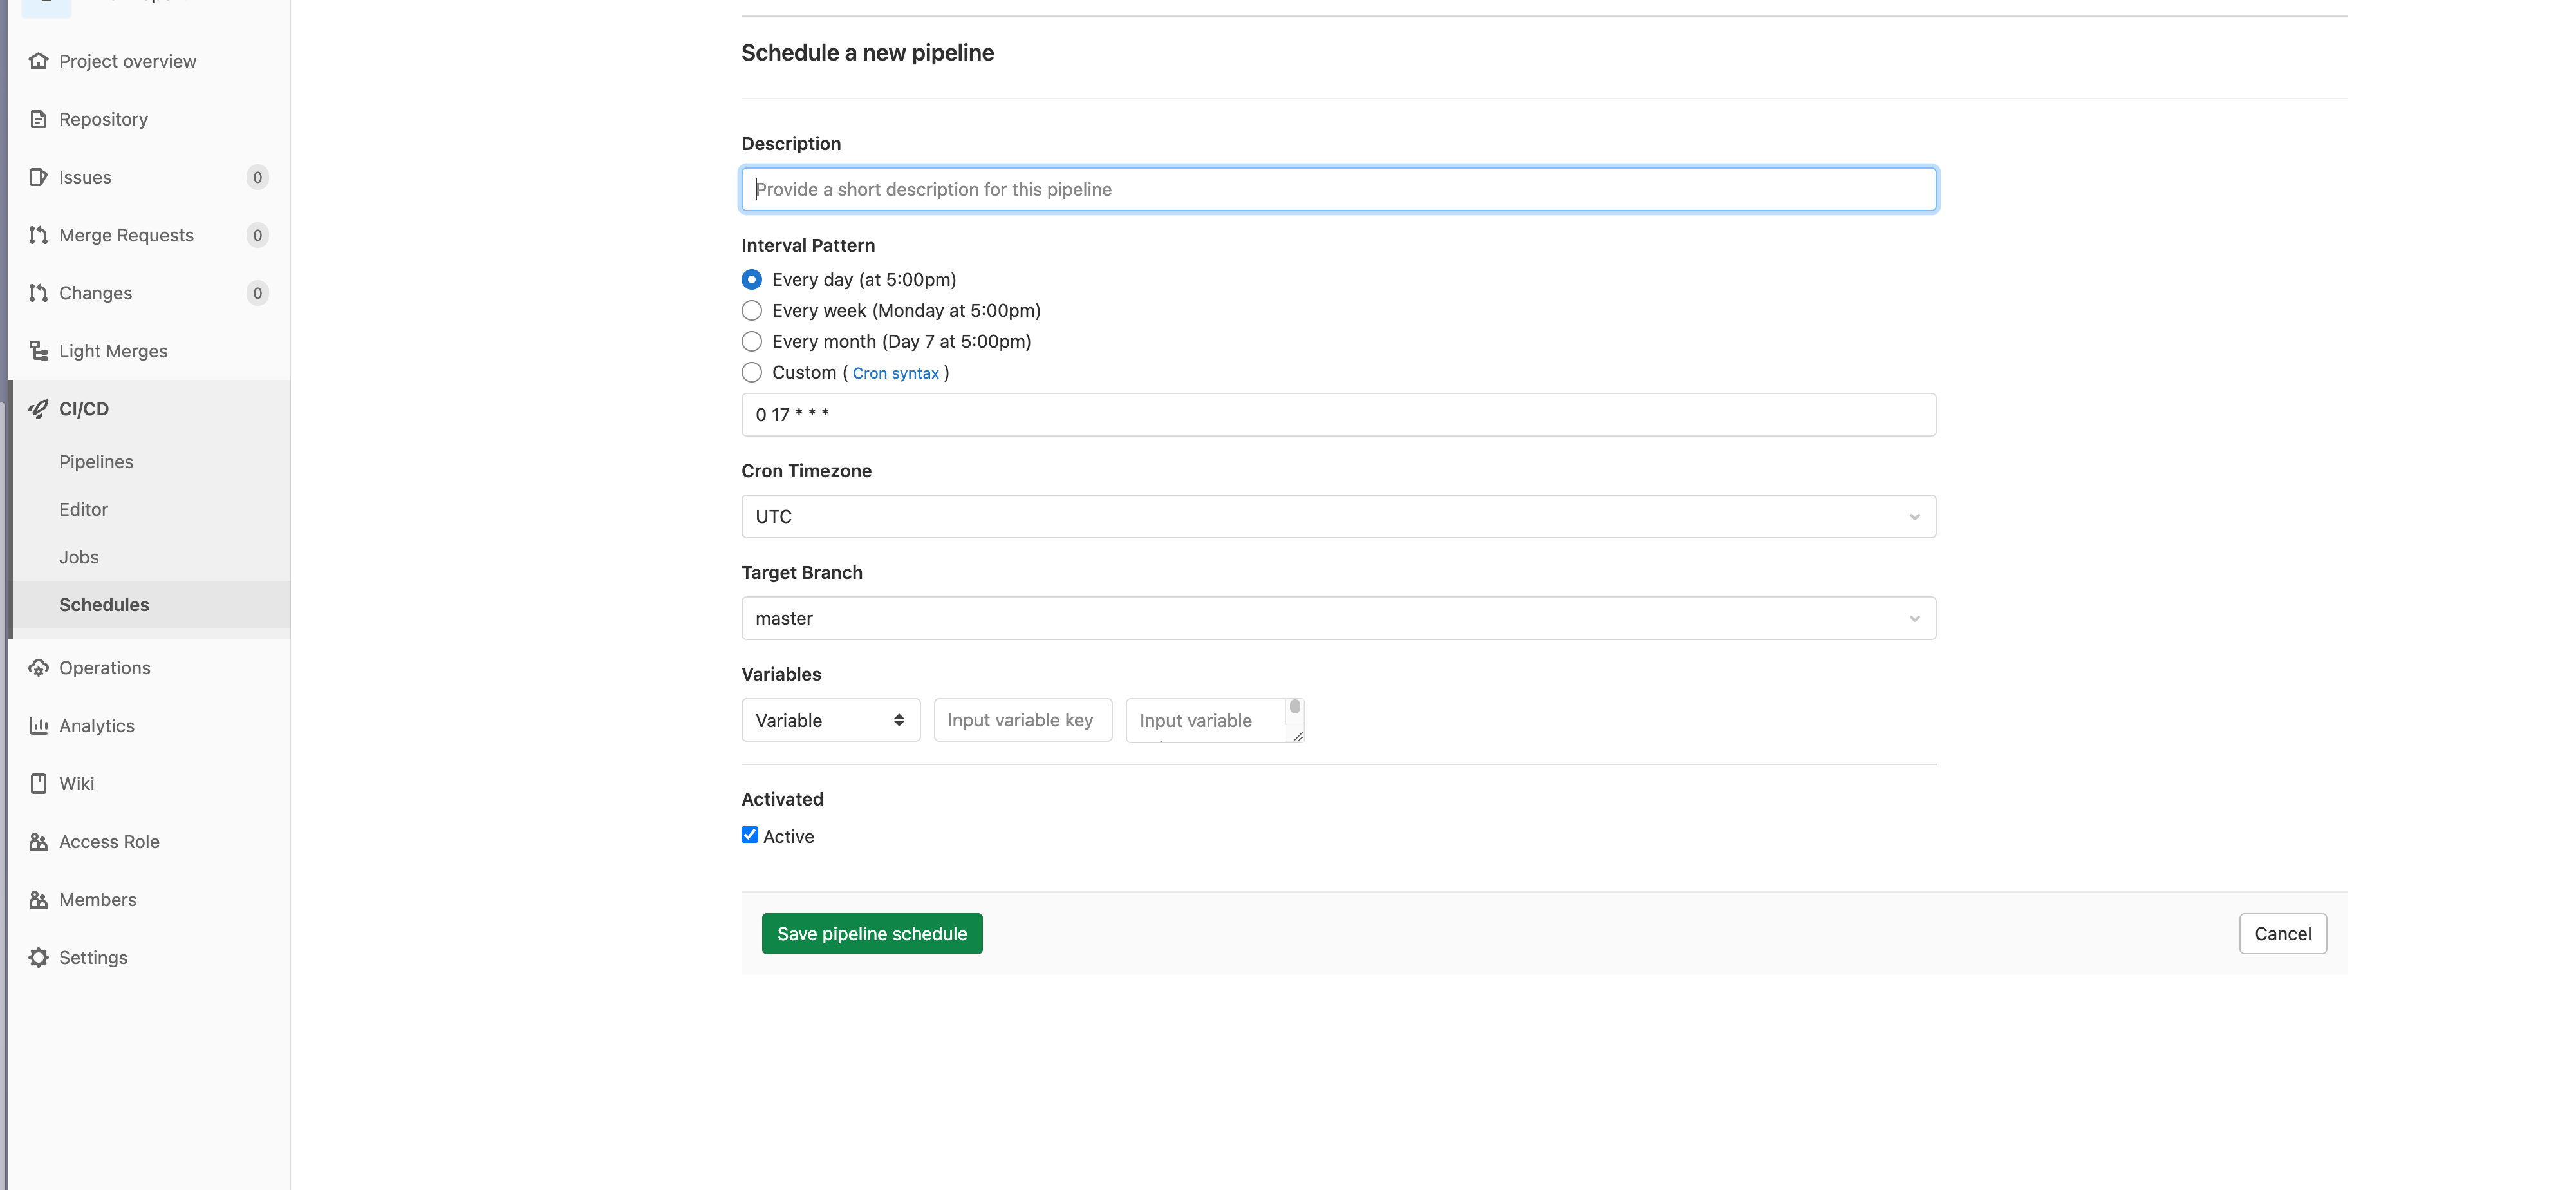 Project overview
Repository
Issues 0
Merge Requests 0
Changes 0
Light Merges
CI/CD
Pipelines
Editor
Jobs
Schedules
Operations
Analytics
Wiki
Access Role
Members
Settings
Schedule a new pipeline
Description
Provide a short description for this pipeline
Interval Pattern
Every day (at 5:00pm)
Every week (Monday at 5:00pm)
Every month (Day 7 at 5:00pm)
Custom ( Cron syntax )
0 17 * * *
Cron Timezone
UTC
Target Branch
master
Variables
Variable Input variable key Input variable
Activated
Active
Save pipeline schedule Cancel